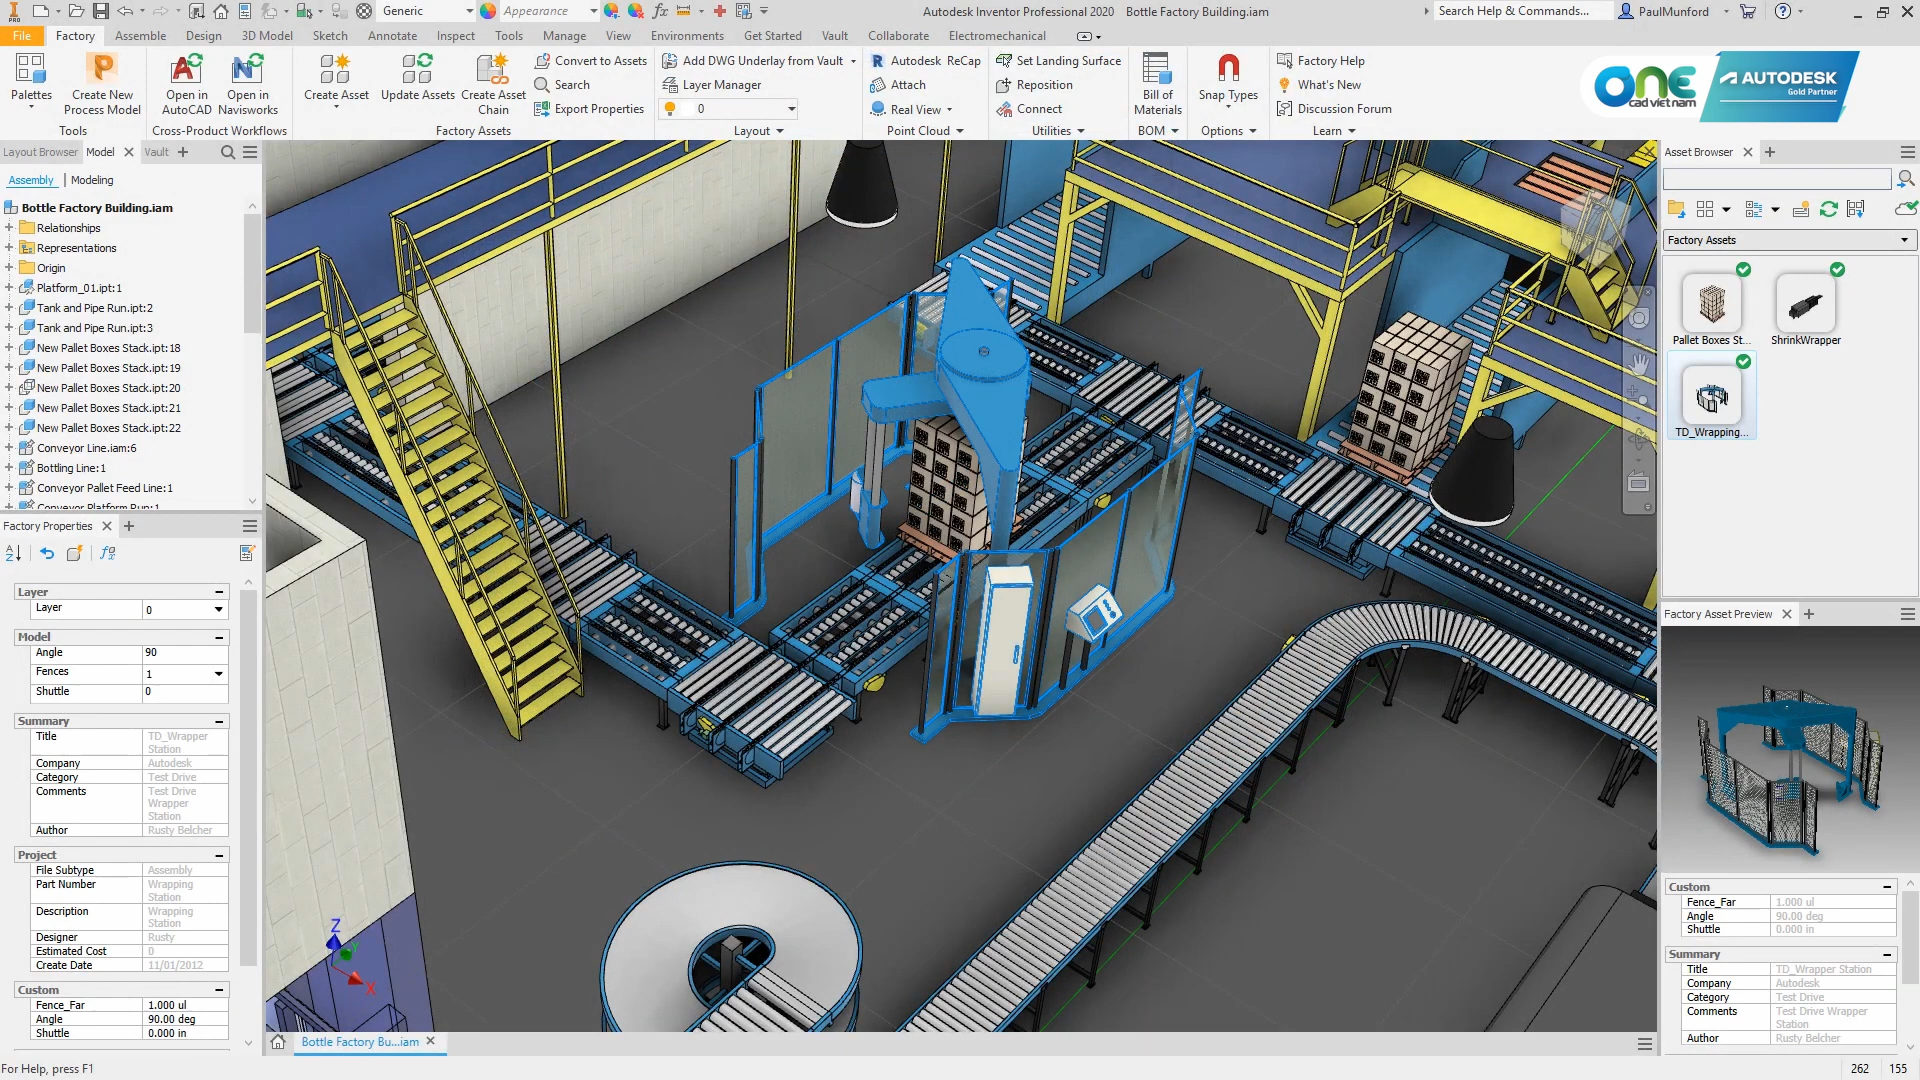 PRO
Generic
Appearance
Autodesk Inventor Professional 2020   Bottle Factory Building.iam
Search Help & Commands...
PaulMunford
File
Factory
Assemble
Design
3D Model
Sketch
Annotate
Inspect
Tools
Manage
View
Environments
Get Started
Vault
Collaborate
Electromechanical
Palettes
Create New
Process Model
Tools
Open in
AutoCAD
Open in
Navisworks
Cross-Product Workflows
Create Asset
Update Assets
Create Asset
Chain
Convert to Assets
Search
Export Properties
Factory Assets
Add DWG Underlay from Vault
Layer Manager
0
Layout
Autodesk ReCap
Attach
Real View
Point Cloud
Set Landing Surface
Reposition
Connect
Utilities
Bill of
Materials
BOM
Snap Types
Options
Factory Help
What's New
Discussion Forum
Learn
ONE
cad viet nam
AUTODESK
Gold Partner
Layout Browser
Model
Vault
Assembly
Modeling
Bottle Factory Building.iam
Relationships
Representations
Origin
Platform_01.ipt:1
Tank and Pipe Run.ipt:2
Tank and Pipe Run.ipt:3
New Pallet Boxes Stack.ipt:18
New Pallet Boxes Stack.ipt:19
New Pallet Boxes Stack.ipt:20
New Pallet Boxes Stack.ipt:21
New Pallet Boxes Stack.ipt:22
Conveyor Line.iam:6
Bottling Line:1
Conveyor Pallet Feed Line:1
Conveyor Platform Run:1
Factory Properties
Layer
Layer 0
Model
Angle 90
Fences 1
Shuttle 0
Summary
Title TD_Wrapper
Station
Company Autodesk
Category Test Drive
Comments Test Drive
Wrapper
Station
Author Rusty Belcher
Project
File Subtype Assembly
Part Number Wrapping
Station
Description Wrapping
Station
Designer Rusty
Estimated Cost 0
Create Date 11/01/2012
Custom
Fence_Far 1.000 ul
Angle 90.00 deg
Shuttle 0.000 in
Z
Y
X
Bottle Factory Bu...iam
Asset Browser
Factory Assets
Pallet Boxes St...
ShrinkWrapper
TD_Wrapping...
Factory Asset Preview
Custom
Fence_Far 1.000 ul
Angle 90.00 deg
Shuttle 0.000 in
Summary
Title TD_Wrapper Station
Company Autodesk
Category Test Drive
Comments Test Drive Wrapper
Station
Author Rusty Belcher
For Help, press F1
262 155